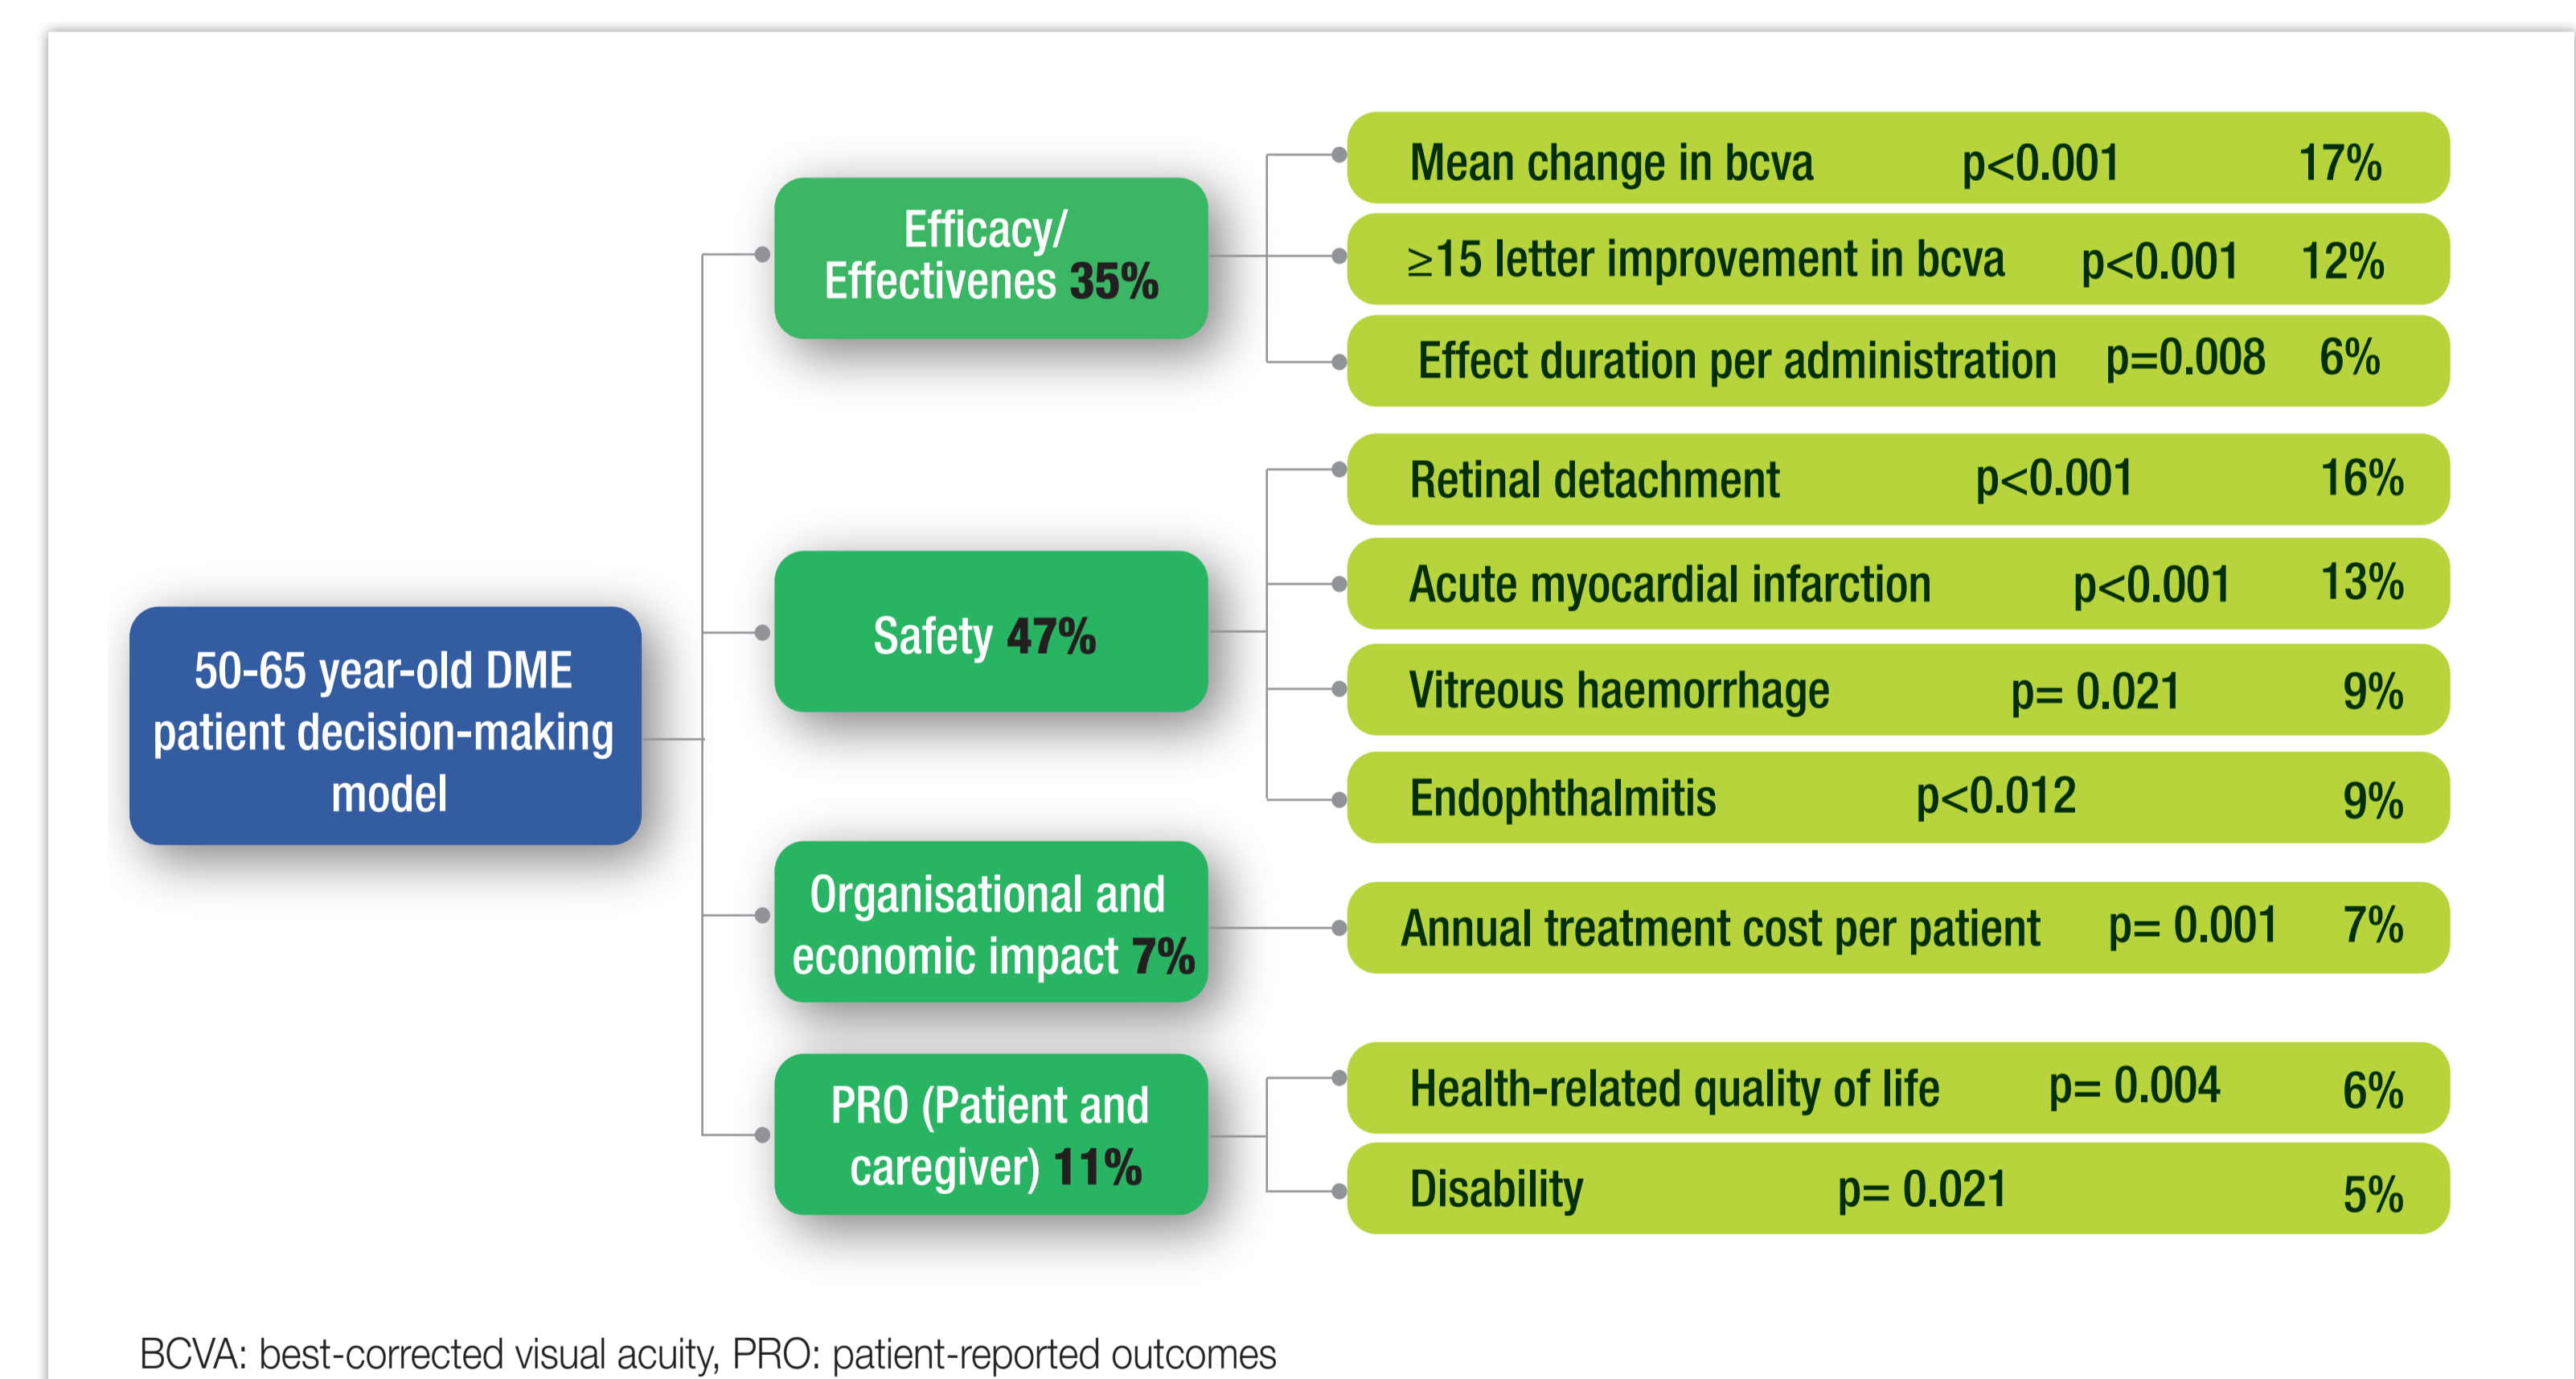 50-65 year-old DME
patient decision-making
model
Efficacy/
Effectivenes 35%
Mean change in bcva p<0.001 17%
≥15 letter improvement in bcva p<0.001 12%
Effect duration per administration p=0.008 6%
Safety 47%
Retinal detachment p<0.001 16%
Acute myocardial infarction p<0.001 13%
Vitreous haemorrhage p= 0.021 9%
Endophthalmitis p<0.012 9%
Organisational and
economic impact 7%
Annual treatment cost per patient p= 0.001 7%
PRO (Patient and
caregiver) 11%
Health-related quality of life p= 0.004 6%
Disability p= 0.021 5%
BCVA: best-corrected visual acuity, PRO: patient-reported outcomes